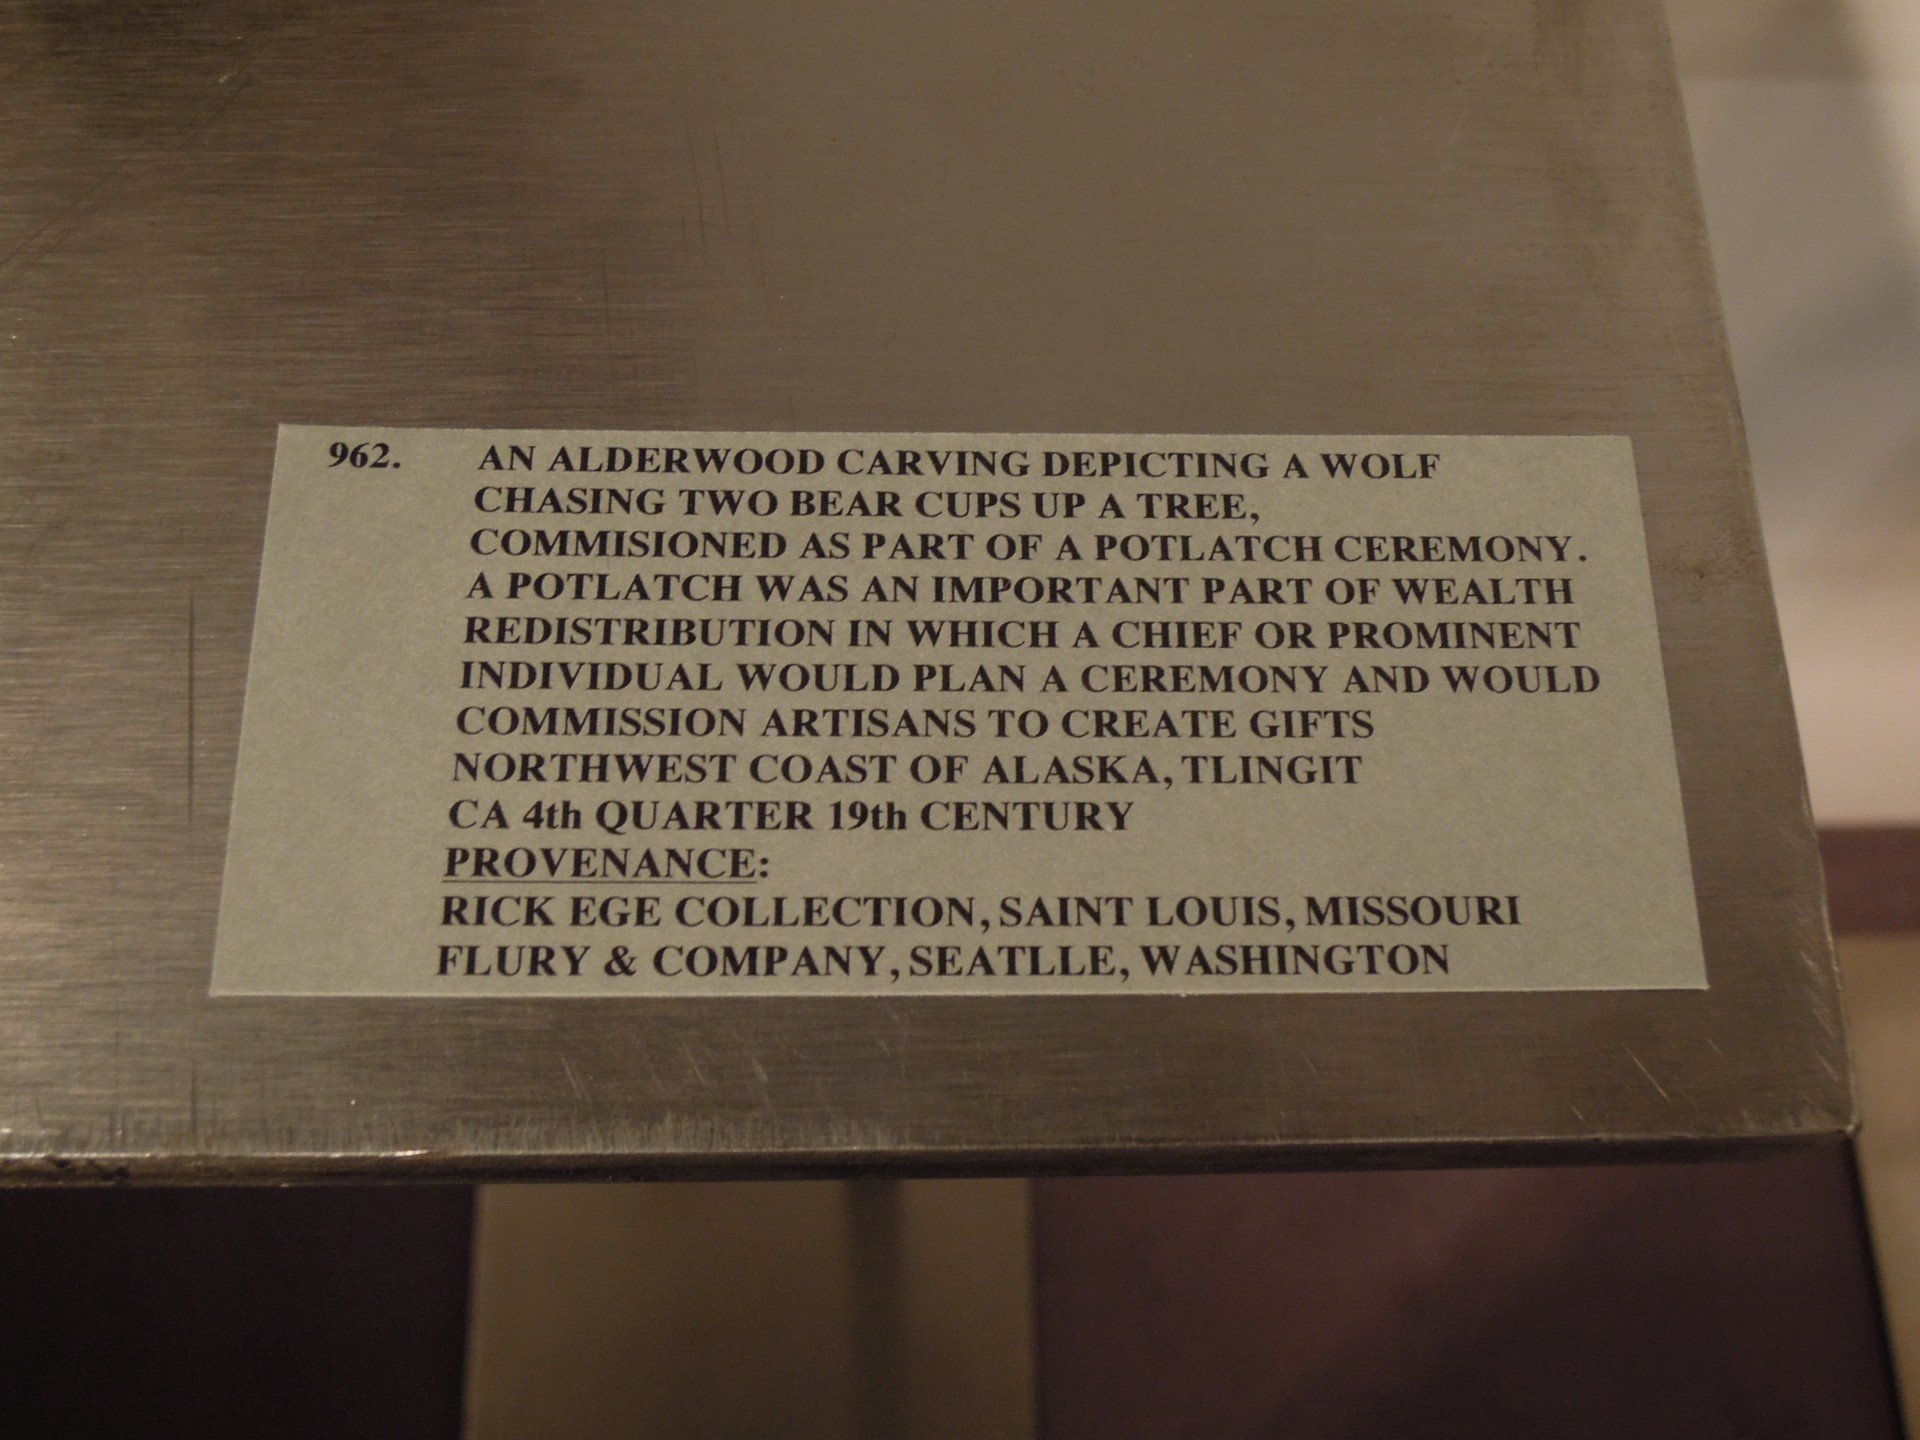 962. AN ALDERWOOD CARVING DEPICTING A WOLF
CHASING TWO BEAR CUPS UP A TREE,
COMMISIONED AS PART OF A POTLATCH CEREMONY.
A POTLATCH WAS AN IMPORTANT PART OF WEALTH
REDISTRIBUTION IN WHICH A CHIEF OR PROMINENT
INDIVIDUAL WOULD PLAN A CEREMONY AND WOULD
COMMISSION ARTISANS TO CREATE GIFTS
NORTHWEST COAST OF ALASKA, TLINGIT
CA 4th QUARTER 19th CENTURY
PROVENANCE:
RICK EGE COLLECTION, SAINT LOUIS, MISSOURI
FLURY & COMPANY, SEATLLE, WASHINGTON